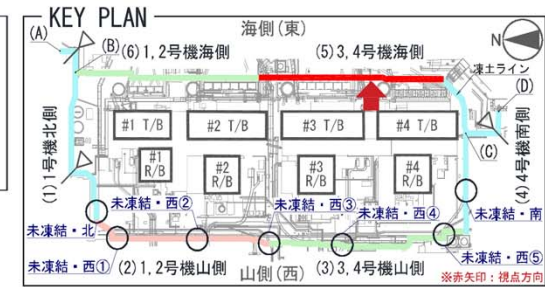 KEY PLAN
(A)
(B)
(6) 1,2号機海側
海側(東)
(5)3,4号機海側
N
凍土ライン
(D)
(1)1号機北側
#1 T/B
#2 T/B
#3 T/B
#4 T/B
(C)
(4)4号機南側
#1
R/B
#2
R/B
#3
R/B
#4
R/B
未凍結・北
未凍結・西②
未凍結・西③
未凍結・西④
未凍結・南
未凍結・西①
(2)1,2号機山側
山側(西)
(3)3,4号機山側
未凍結・西⑤
※赤矢印:視点方向